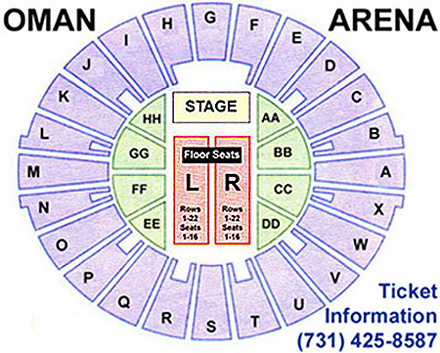 OMAN ARENA
G
H F
I E
J D
K C
L B
M A
N X
O W
P V
Q U
R T
S
STAGE
HH AA
GG BB
FF CC
EE DD
Floor Seats
L R
Rows Rows
1-22 1-22
Seats Seats
1-16 1-16
Ticket
Information
(731) 425-8587